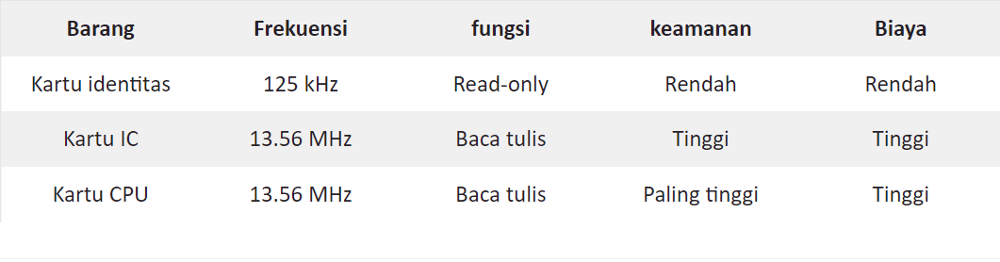 Barang Frekuensi fungsi keamanan Biaya
Kartu identitas 125 kHz Read-only Rendah Rendah
Kartu IC 13.56 MHz Baca tulis Tinggi Tinggi
Kartu CPU 13.56 MHz Baca tulis Paling tinggi Tinggi